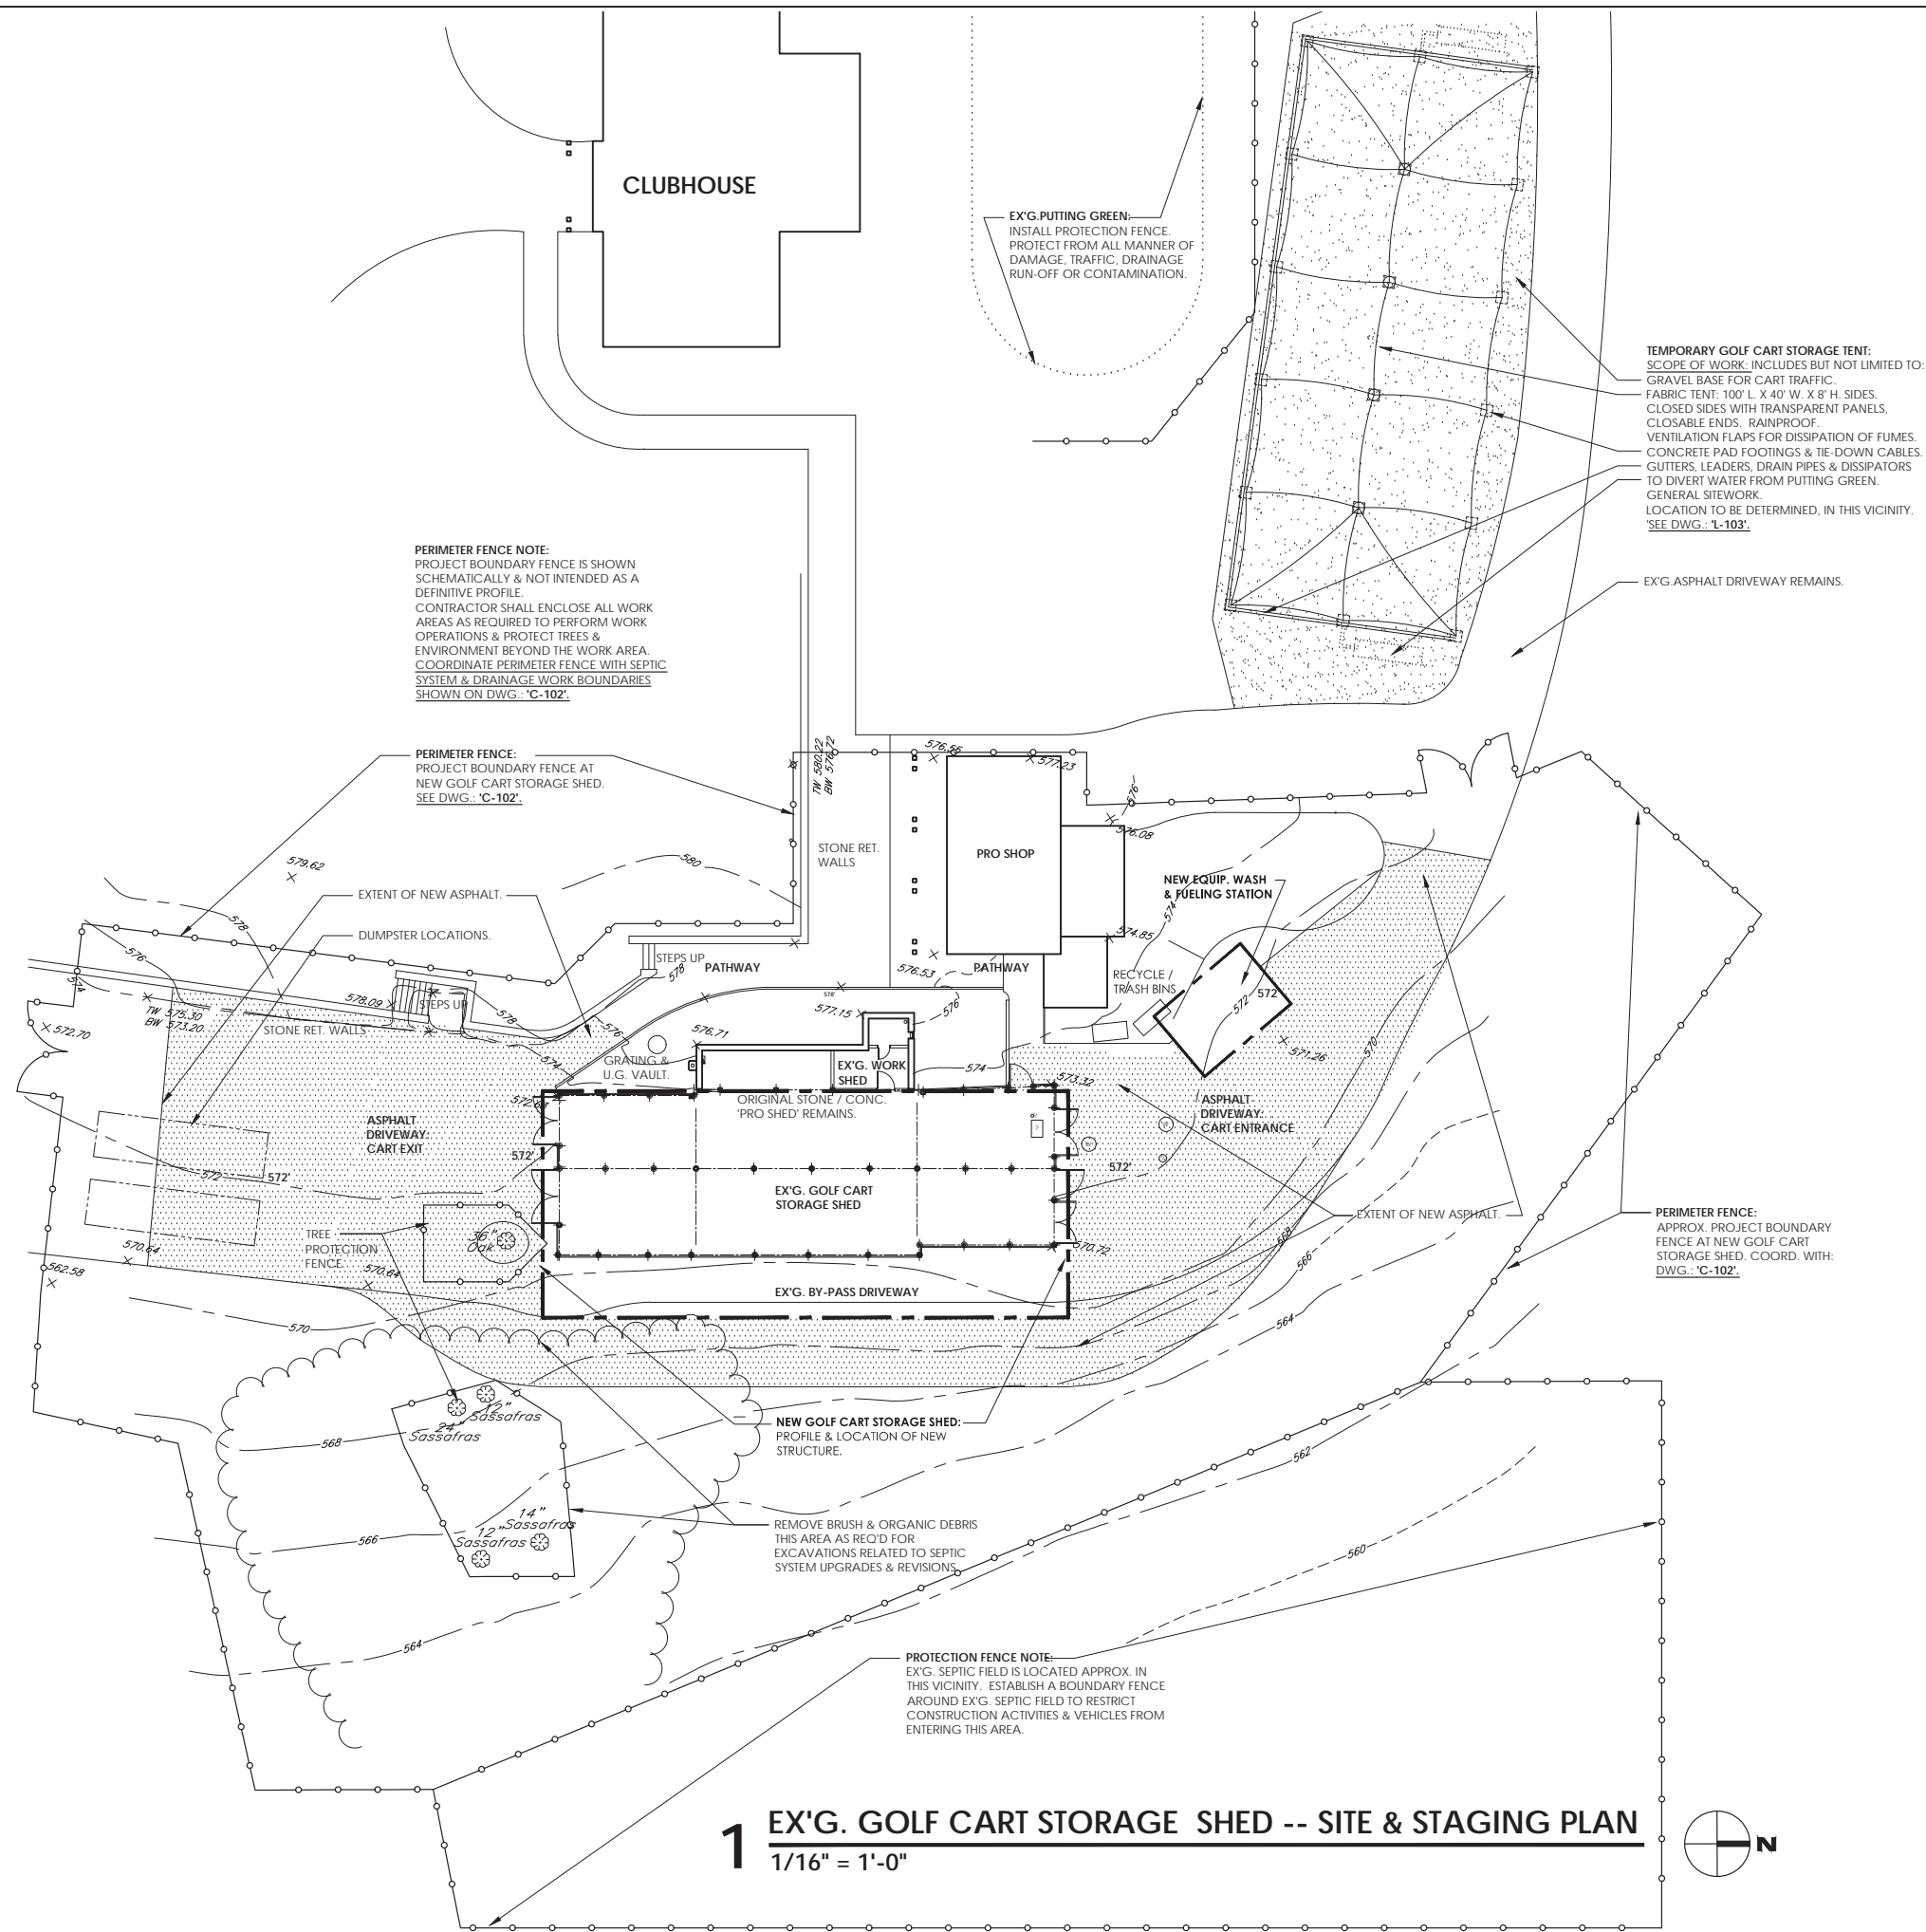 CLUBHOUSE
EX'G.PUTTING GREEN:
INSTALL PROTECTION FENCE.
PROTECT FROM ALL MANNER OF
DAMAGE, TRAFFIC, DRAINAGE
RUN-OFF OR CONTAMINATION.
TEMPORARY GOLF CART STORAGE TENT:
SCOPE OF WORK: INCLUDES BUT NOT LIMITED TO:
GRAVEL BASE FOR CART TRAFFIC.
FABRIC TENT: 100' L. X 40' W. X 8' H. SIDES.
CLOSED SIDES WITH TRANSPARENT PANELS,
CLOSABLE ENDS. RAINPROOF.
VENTILATION FLAPS FOR DISSIPATION OF FUMES.
CONCRETE PAD FOOTINGS & TIE-DOWN CABLES.
GUTTERS, LEADERS, DRAIN PIPES & DISSIPATORS
TO DIVERT WATER FROM PUTTING GREEN.
GENERAL SITEWORK.
LOCATION TO BE DETERMINED, IN THIS VICINITY.
'SEE DWG.: 'L-103'.
EX'G.ASPHALT DRIVEWAY REMAINS.
PERIMETER FENCE NOTE:
PROJECT BOUNDARY FENCE IS SHOWN
SCHEMATICALLY & NOT INTENDED AS A
DEFINITIVE PROFILE.
CONTRACTOR SHALL ENCLOSE ALL WORK
AREAS AS REQUIRED TO PERFORM WORK
OPERATIONS & PROTECT TREES &
ENVIRONMENT BEYOND THE WORK AREA.
COORDINATE PERIMETER FENCE WITH SEPTIC
SYSTEM & DRAINAGE WORK BOUNDARIES
SHOWN ON DWG.: 'C-102'.
PERIMETER FENCE:
PROJECT BOUNDARY FENCE AT
NEW GOLF CART STORAGE SHED.
SEE DWG.: 'C-102'.
TW 580.22
BW 576.72
576.55
577.23
576
576.08
STONE RET.
WALLS
PRO SHOP
NEW EQUIP. WASH
& FUELING STATION
574
574.85
580
579.62
EXTENT OF NEW ASPHALT.
DUMPSTER LOCATIONS.
578
576
574
STEPS UP
578
PATHWAY
576.53
PATHWAY
RECYCLE /
TRASH BINS
572
572'
571.26
570
578.09
STEPS UP
TW 575.30
BW 573.20
572.70
STONE RET. WALLS
578
576
574
578'
577.15
576
576.71
GRATING &
U.G. VAULT.
EX'G. WORK
SHED
574
573.32
ORIGINAL STONE / CONC.
'PRO SHED' REMAINS.
ASPHALT
DRIVEWAY:
CART EXIT
ASPHALT
DRIVEWAY:
CART ENTRANCE
572'
572
572'
572'
EX'G. GOLF CART
STORAGE SHED
570.72
568
566
EXTENT OF NEW ASPHALT.
PERIMETER FENCE:
APPROX. PROJECT BOUNDARY
FENCE AT NEW GOLF CART
STORAGE SHED. COORD. WITH:
DWG.: 'C-102'.
TREE
PROTECTION
FENCE.
36"
Oak
570.64
562.58
570.64
EX'G. BY-PASS DRIVEWAY
570
564
12"
Sassafras
24"
Sassafras
568
NEW GOLF CART STORAGE SHED:
PROFILE & LOCATION OF NEW
STRUCTURE.
562
14"
Sassafras
12"
Sassafras
566
REMOVE BRUSH & ORGANIC DEBRIS
THIS AREA AS REQ'D FOR
EXCAVATIONS RELATED TO SEPTIC
SYSTEM UPGRADES & REVISIONS.
560
564
PROTECTION FENCE NOTE:
EX'G. SEPTIC FIELD IS LOCATED APPROX. IN
THIS VICINITY. ESTABLISH A BOUNDARY FENCE
AROUND EX'G. SEPTIC FIELD TO RESTRICT
CONSTRUCTION ACTIVITIES & VEHICLES FROM
ENTERING THIS AREA.
1 EX'G. GOLF CART STORAGE SHED -- SITE & STAGING PLAN
1/16" = 1'-0"
N